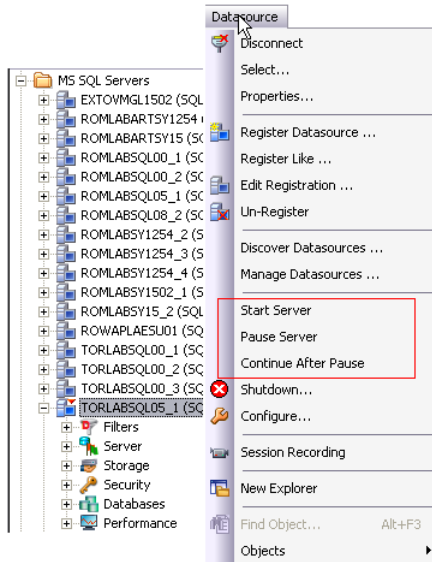 Datasource
Disconnect
Select...
Properties...
Register Datasource ...
Register Like ...
Edit Registration ...
Un-Register
Discover Datasources ...
Manage Datasources ...
Start Server
Pause Server
Continue After Pause
Shutdown...
Configure...
Session Recording
New Explorer
Find Object... Alt+F3
Objects
MS SQL Servers
EXTOVMGL1502 (SQL
ROMLABARTSY1254
ROMLABARTSY15 (SQ
ROMLABSQL00_1 (SQ
ROMLABSQL00_2 (SQ
ROMLABSQL05_1 (SQ
ROMLABSQL08_2 (SQ
ROMLABSY1254_2 (S
ROMLABSY1254_3 (S
ROMLABSY1254_4 (S
ROMLABSY1502_1 (S
ROMLABSY15_2 (SQL
ROWAPLAESU01 (SQ
TORLABSQL00_1 (SQ
TORLABSQL00_2 (SQ
TORLABSQL00_3 (SQ
TORLABSQL05_1 (SQ
Filters
Server
Storage
Security
Databases
Performance